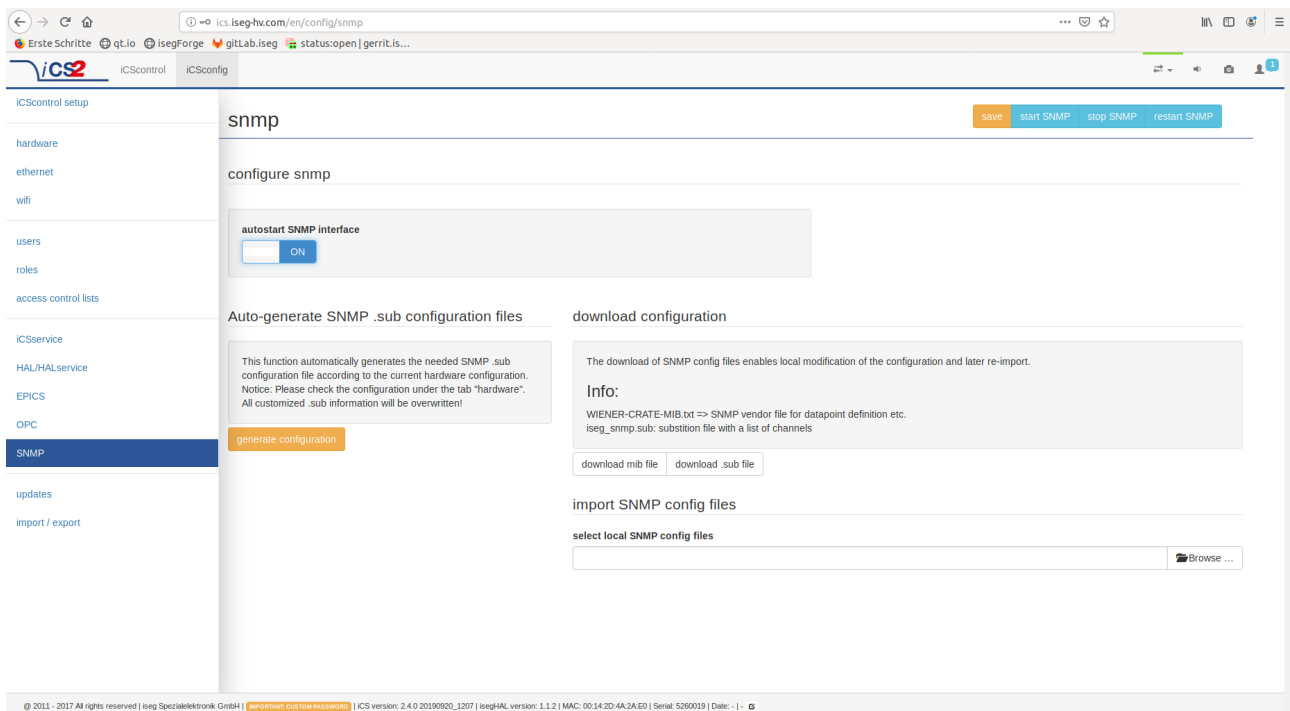 ics.iseg-hv.com/en/config/snmp
Erste Schritte qt.io isegForge gitLab.iseg status:open | gerrit.is...
iCS2 iCScontrol iCSconfig 1
iCScontrol setup
hardware
ethernet
wifi
users
roles
access control lists
iCSservice
HAL/HALservice
EPICS
OPC
SNMP
updates
import / export
snmp
save start SNMP stop SNMP restart SNMP
configure snmp
autostart SNMP interface
ON
Auto-generate SNMP .sub configuration files
This function automatically generates the needed SNMP .sub
configuration file according to the current hardware configuration.
Notice: Please check the configuration under the tab "hardware".
All customized .sub information will be overwritten!
generate configuration
download configuration
The download of SNMP config files enables local modification of the configuration and later re-import.
Info:
WIENER-CRATE-MIB.txt => SNMP vendor file for datapoint definition etc.
iseg_snmp.sub: substition file with a list of channels
download mib file download .sub file
import SNMP config files
select local SNMP config files
Browse ...
@ 2011 - 2017 All rights reserved | iseg Spezialelektronik GmbH | IMPORTANT: CUSTOM PASSWORD | iCS version: 2.4.0 20190920_1207 | isegHAL version: 1.1.2 | MAC: 00:14:2D:4A:2A:E0 | Serial: 5260019 | Date: - | -